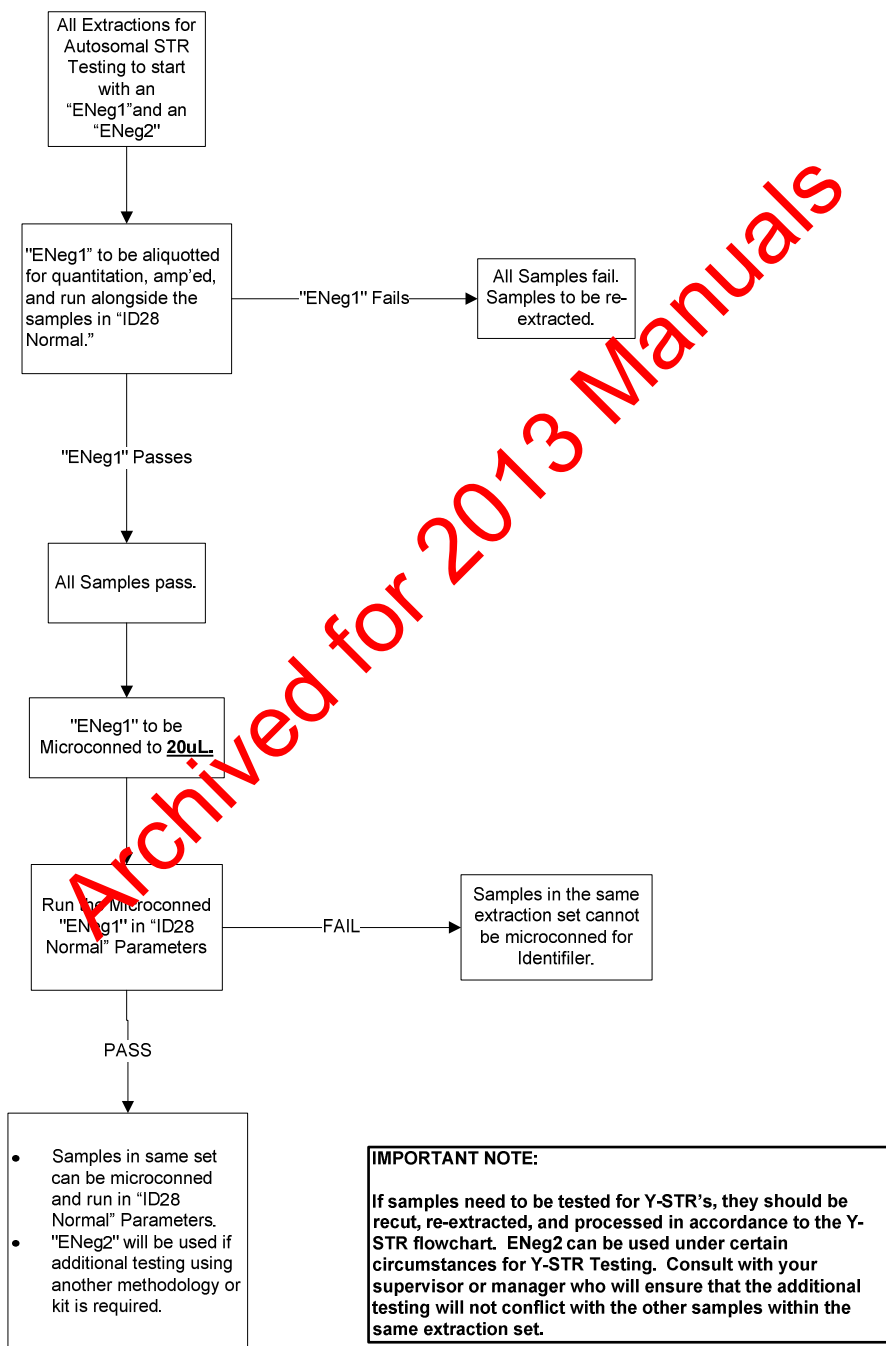 All Extractions for
Autosomal STR
Testing to start
with an
“ENeg1”and an
“ENeg2"
"ENeg1” to be aliquotted
for quantitation, amp’ed,
and run alongside the
samples in “ID28
Normal.”
"ENeg1" Fails
All Samples fail.
Samples to be re-
extracted.
"ENeg1" Passes
All Samples pass.
"ENeg1" to be
Microconned to 20uL.
Run the Microconned
"ENeg1" in “ID28
Normal” Parameters
FAIL
Samples in the same
extraction set cannot
be microconned for
Identifiler.
PASS
• Samples in same set
can be microconned
and run in “ID28
Normal” Parameters.
• "ENeg2" will be used if
additional testing using
another methodology or
kit is required.
IMPORTANT NOTE:
If samples need to be tested for Y-STR’s, they should be
recut, re-extracted, and processed in accordance to the Y-
STR flowchart. ENeg2 can be used under certain
circumstances for Y-STR Testing. Consult with your
supervisor or manager who will ensure that the additional
testing will not conflict with the other samples within the
same extraction set.
Archived for 2013 Manuals